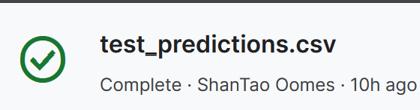 test_predictions.csv
Complete · ShanTao Oomes · 10h ago